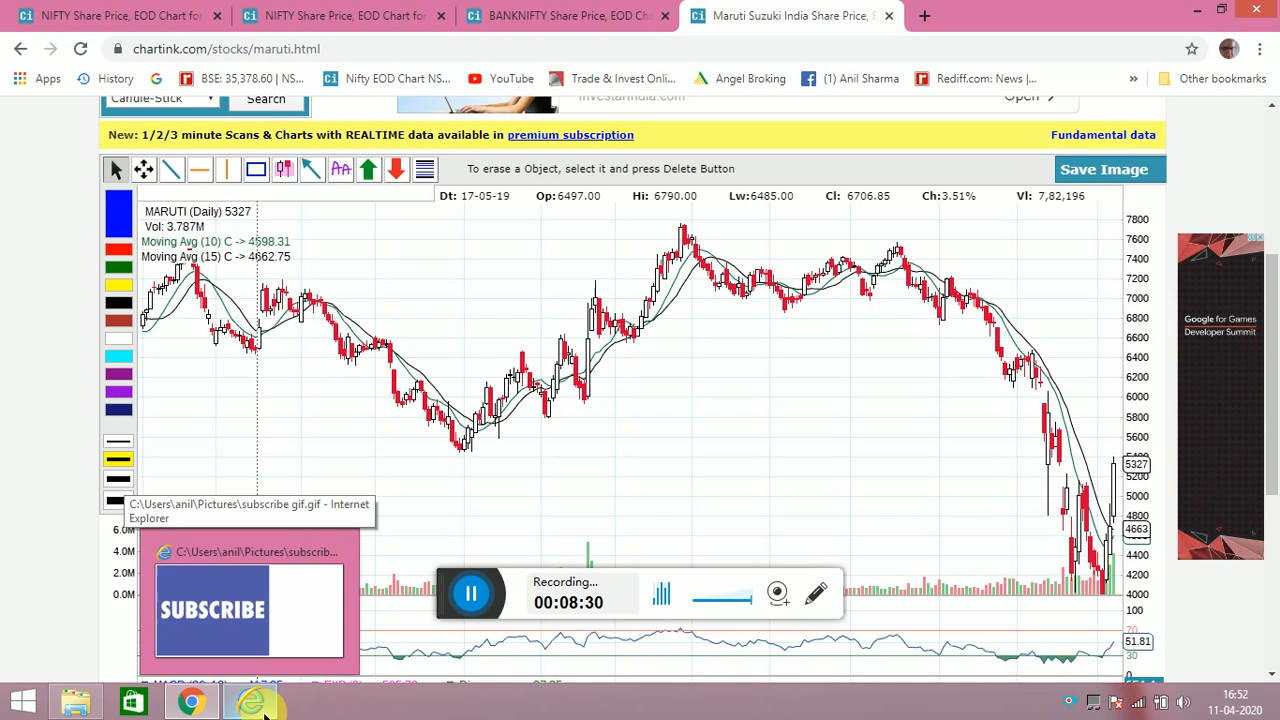 NIFTY Share Price, EOD Chart for
NIFTY Share Price, EOD Chart for
BANKNIFTY Share Price, EOD Cha
Maruti Suzuki India Share Price, E
chartink.com/stocks/maruti.html
Apps
History
BSE: 35,378.60 | NS...
Nifty EOD Chart NS...
YouTube
Trade & Invest Onli...
Angel Broking
(1) Anil Sharma
Rediff.com: News |...
Other bookmarks
Candle-Stick
Search
investarindia.com
Open
New: 1/2/3 minute Scans & Charts with REALTIME data available in premium subscription
Fundamental data
To erase a Object, select it and press Delete Button
Save Image
Dt: 17-05-19 Op:6497.00 Hi: 6790.00 Lw:6485.00 Cl: 6706.85 Ch:3.51% Vl: 7,82,196
MARUTI (Daily) 5327
Vol: 3.787M
Moving Avg (10) C -> 4698.31
Moving Avg (15) C -> 4662.75
7800
7600
7400
7200
7000
6800
6600
6400
6200
6000
5800
5600
5400
5327
5200
5000
4800
4663
4400
4200
4000
6.0M
4.0M
2.0M
0.0M
C:\Users\anil\Pictures\subscribe gif.gif - Internet
Explorer
C:\Users\anil\Pictures\subscrib...
SUBSCRIBE
Recording...
00:08:30
100
70
51.81
30
0
Google for Games
Developer Summit
16:52
11-04-2020